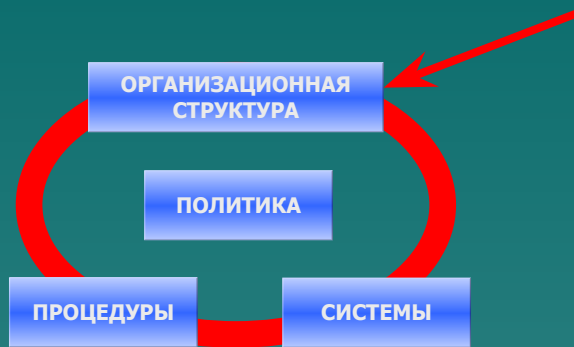 ОРГАНИЗАЦИОННАЯ
СТРУКТУРА
ПОЛИТИКА
ПРОЦЕДУРЫ
СИСТЕМЫ